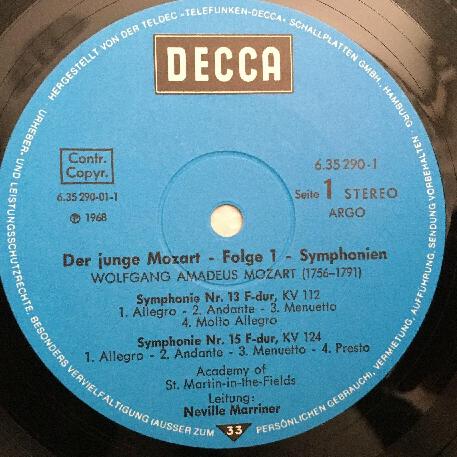 HERGESTELLT VON DER TELDEC »TELEFUNKEN-DECCA« SCHALLPLATTEN GMBH · HAMBURG
URHEBER- UND LEISTUNGSSCHUTZRECHTE, BESONDERS VERVIELFÄLTIGUNG (AUSSER ZUM PERSÖNLICHEN GEBRAUCH), VERMIETUNG, AUFFÜHRUNG, SENDUNG VORBEHALTEN
DECCA
Contr.
Copyr.
6.35 290-01-1
℗ 1968
6.35 290-1
Seite 1 STEREO
ARGO
Der junge Mozart - Folge 1 - Symphonien
WOLFGANG AMADEUS MOZART (1756-1791)
Symphonie Nr. 13 F-dur, KV 112
1. Allegro - 2. Andante - 3. Menuetto
4. Molto Allegro
Symphonie Nr. 15 F-dur, KV 124
1. Allegro - 2. Andante - 3. Menuetto - 4. Presto
Academy of
St. Martin-in-the-Fields
Leitung:
Neville Marriner
33